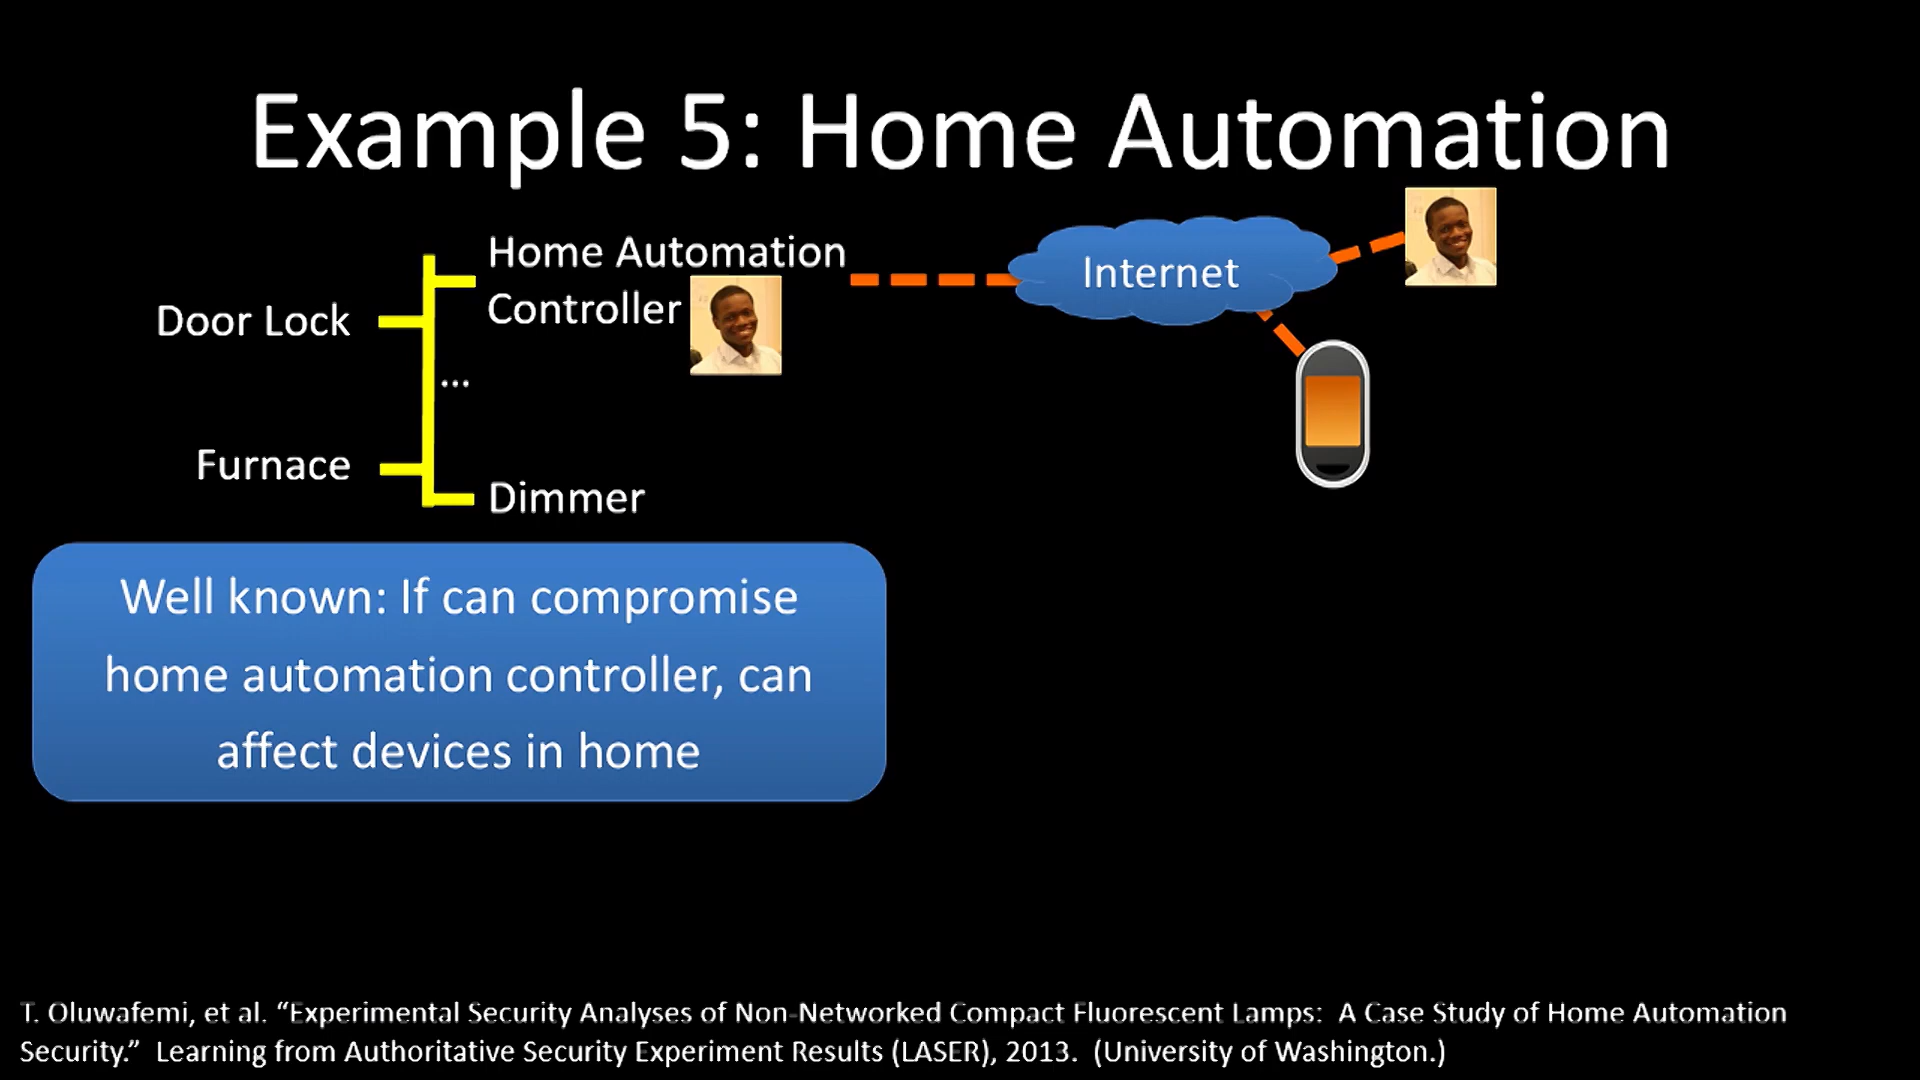 Example 5: Home Automation
Home Automation
Controller
Internet
Door Lock
...
Furnace
Dimmer
Well known: If can compromise
home automation controller, can
affect devices in home
T. Oluwafemi, et al. “Experimental Security Analyses of Non-Networked Compact Fluorescent Lamps:  A Case Study of Home Automation
Security.”  Learning from Authoritative Security Experiment Results (LASER), 2013.  (University of Washington.)